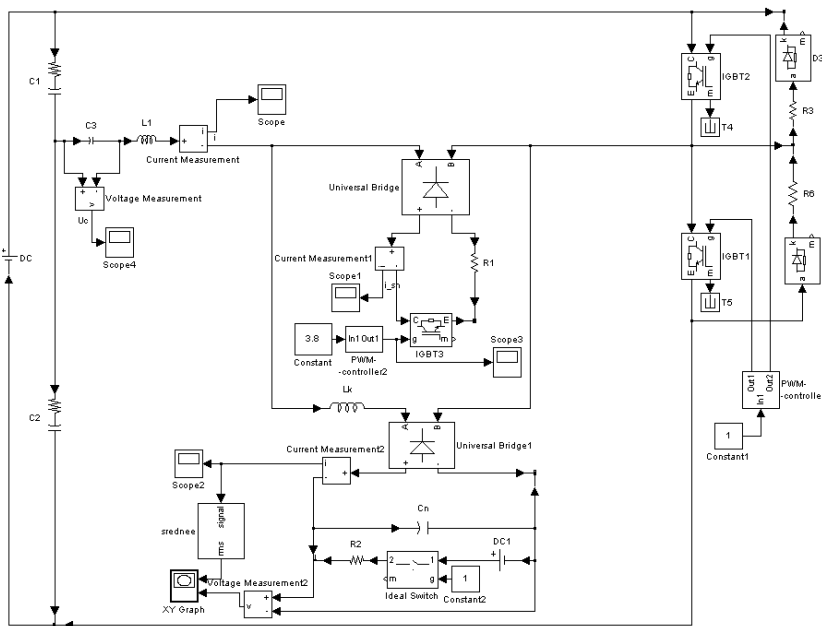 k
m
D3
a
C
g
E
m
IGBT2
T4
R3
C1
C3
L1
+
-
i
i
Scope
Current Measurement
+
-
v
Voltage Measurement
Uc
Scope4
+
DC
A
B
Universal Bridge
+
-
R6
C
g
E
m
IGBT1
T5
k
m
a
Current Measurement1
+
i
-
R1
Scope1
i_sh
C
E
g
m
IGBT3
3.8
Constant
In1 Out1
PWM-
-controller2
Scope3
Out1
Out2
In1
PWM-
-controlle
1
Constant1
C2
Lk
A
B
Universal Bridge1
+
-
Current Measurement2
i
+
-
Scope2
signal
rms
srednee
Cn
R2
2
1
m
g
Ideal Switch
DC1
+
1
Constant2
XY Graph
Voltage Measurement2
+
-
v